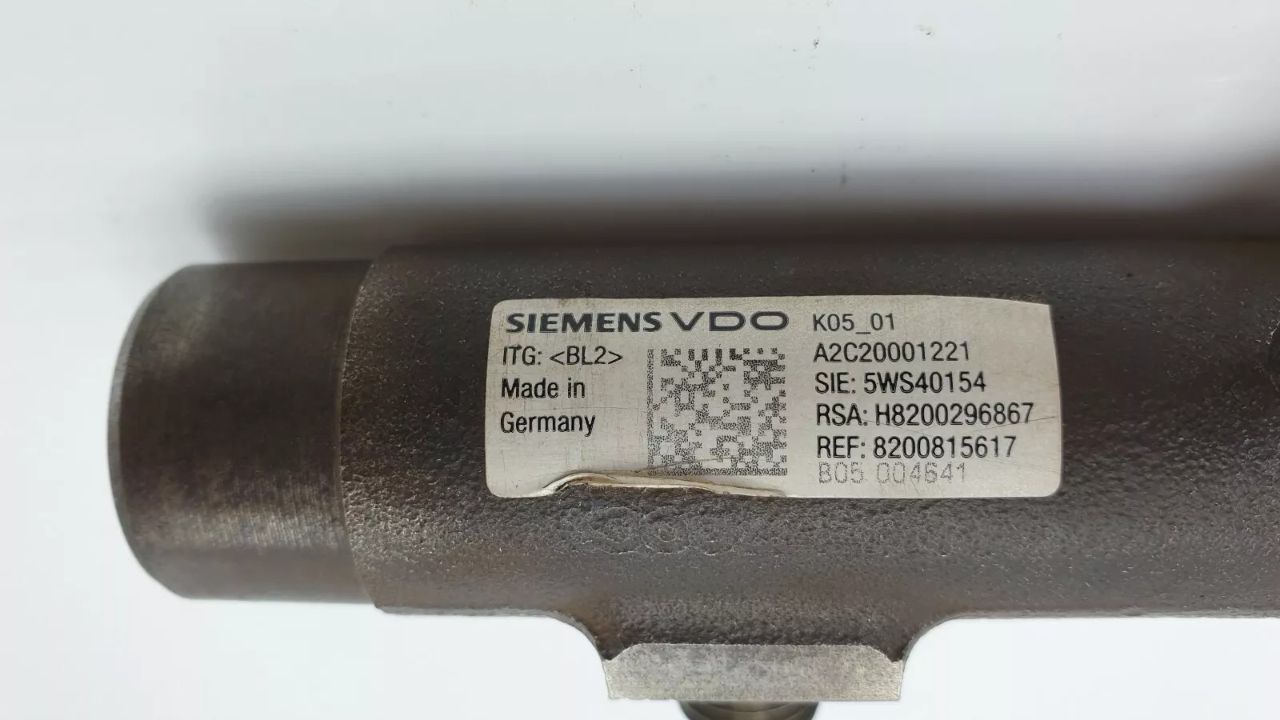 SIEMENS VDO
ITG: <BL2>
Made in
Germany
K05_01
A2C20001221
SIE: 5WS40154
RSA: H8200296867
REF: 8200815617
B05 004641